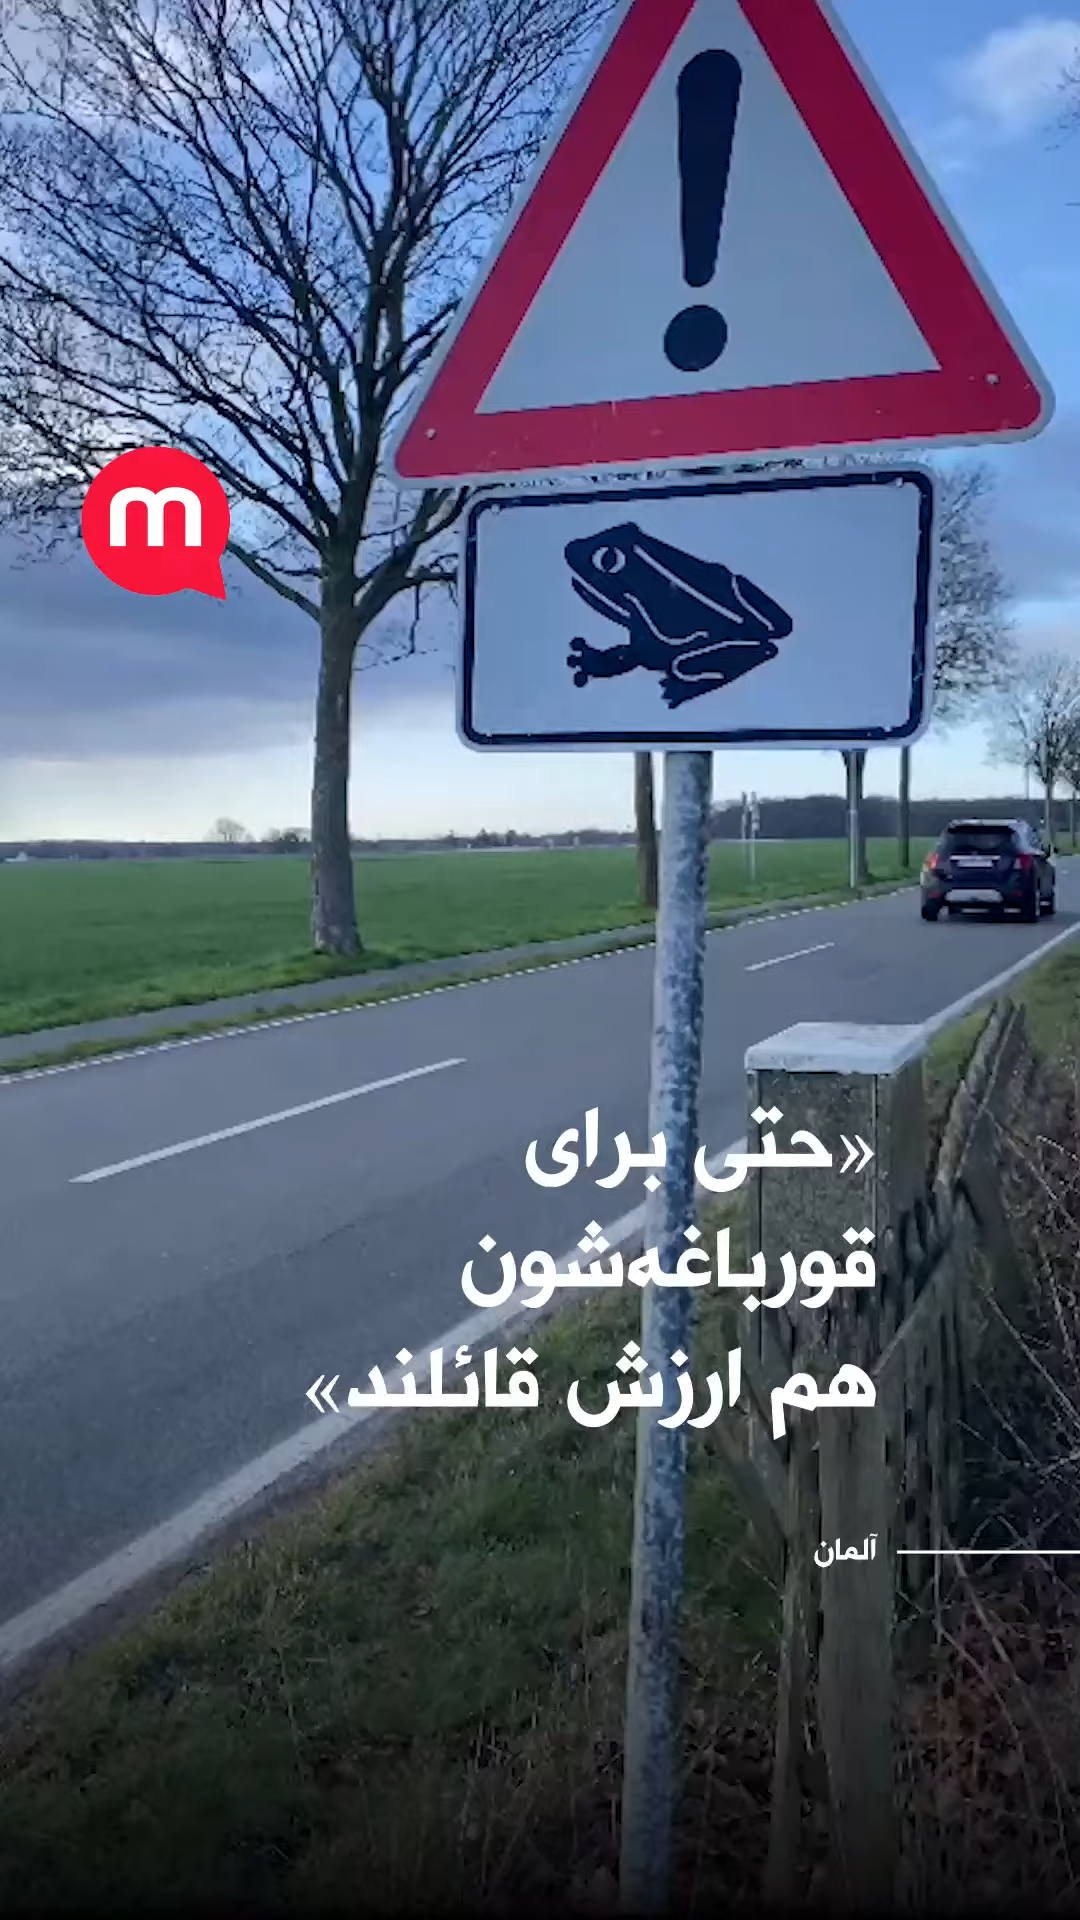 m
«حتی برای
قورباغه‌شون
هم ارزش قائلند»
آلمان